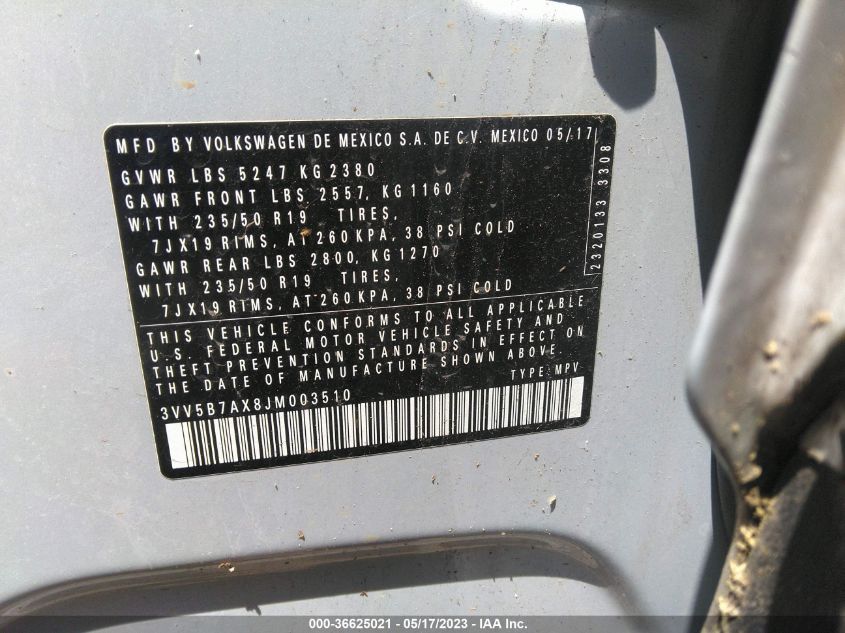 MFD BY VOLKSWAGEN DE MEXICO S.A. DE C.V. MEXICO 05/17
GVWR LBS 5247 KG 2380
GAWR FRONT LBS 2557, KG 1160
WITH 235/50 R19 TIRES,
7JX19 RIMS, AT 260 KPA, 38 PSI COLD
GAWR REAR LBS 2800, KG 1270
WITH 235/50 R19 TIRES,
7JX19 RIMS, AT 260 KPA, 38 PSI COLD
THIS VEHICLE CONFORMS TO ALL APPLICABLE
U.S. FEDERAL MOTOR VEHICLE SAFETY AND
THEFT PREVENTION STANDARDS IN EFFECT ON
THE DATE OF MANUFACTURE SHOWN ABOVE.
TYPE: MPV
3VV5B7AX8JM003510
2320133 3308
000-36625021 - 05/17/2023 - IAA Inc.